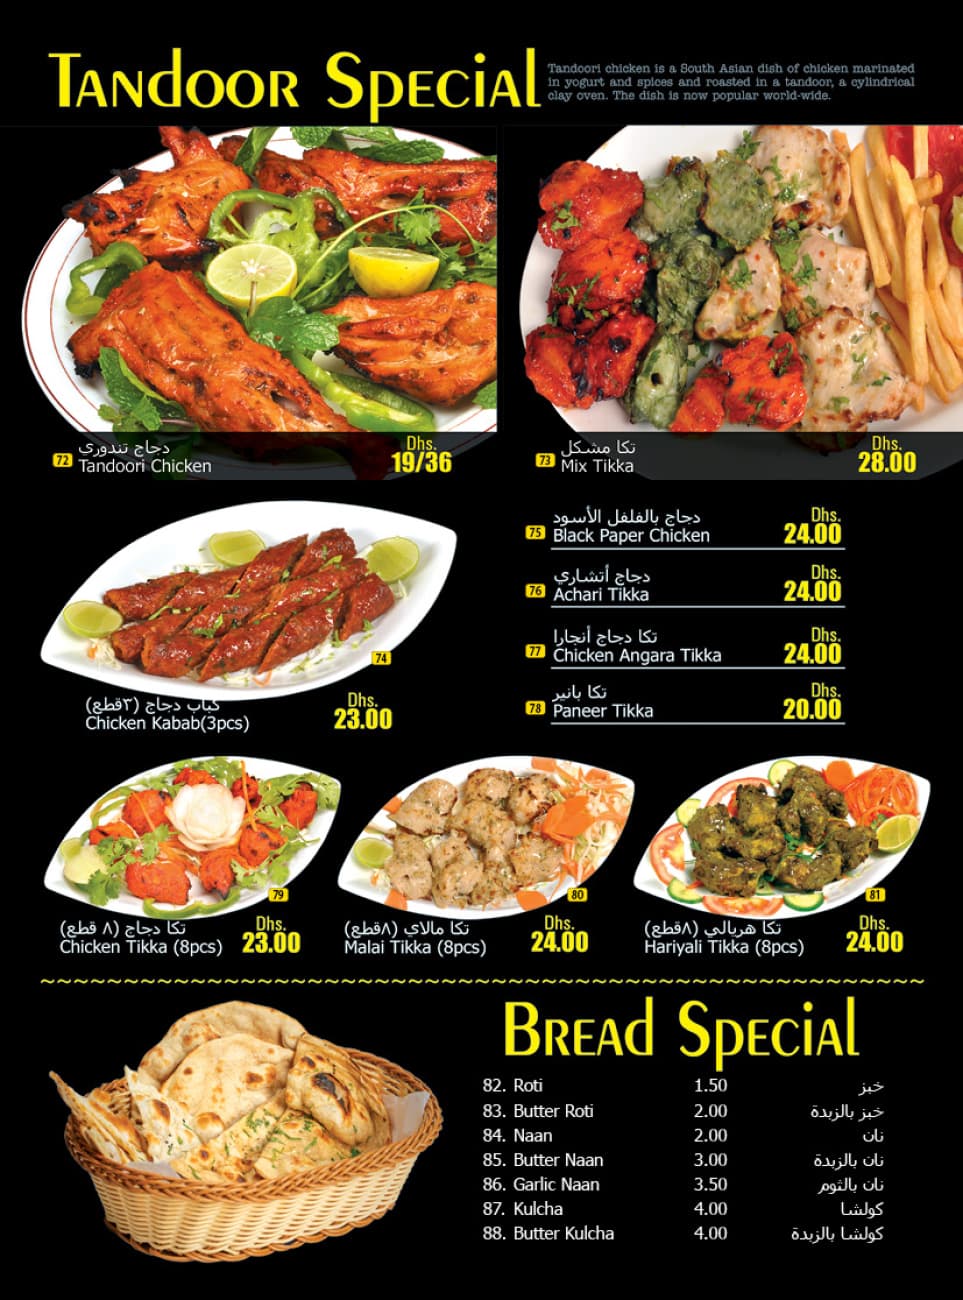 TANDOOR SPECIAL
Tandoori chicken is a South Asian dish of chicken marinated
in yogurt and spices and roasted in a tandoor, a cylindrical
clay oven. The dish is now popular world-wide.
دجاج تندوري
72 Tandoori Chicken
Dhs.
19/36
تكا مشكل
73 Mix Tikka
Dhs.
28.00
74
كباب دجاج (٣قطع)
Chicken Kabab(3pcs)
Dhs.
23.00
دجاج بالفلفل الأسود
75 Black Paper Chicken
Dhs.
24.00
دجاج أتشاري
76 Achari Tikka
Dhs.
24.00
تكا دجاج أنجارا
77 Chicken Angara Tikka
Dhs.
24.00
تكا بانير
78 Paneer Tikka
Dhs.
20.00
79
تكا دجاج (٨ قطع)
Chicken Tikka (8pcs)
Dhs.
23.00
80
تكا مالاي (٨قطع)
Malai Tikka (8pcs)
Dhs.
24.00
81
تكا هريالي (٨قطع)
Hariyali Tikka (8pcs)
Dhs.
24.00
BREAD SPECIAL
82. Roti 1.50 خبز
83. Butter Roti 2.00 خبز بالزبدة
84. Naan 2.00 نان
85. Butter Naan 3.00 نان بالزبدة
86. Garlic Naan 3.50 نان بالثوم
87. Kulcha 4.00 كولشا
88. Butter Kulcha 4.00 كولشا بالزبدة